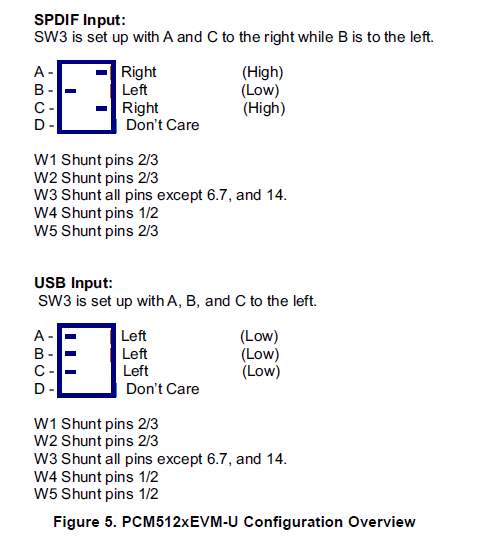 SPDIF Input:
SW3 is set up with A and C to the right while B is to the left.
A - Right (High)
B - Left (Low)
C - Right (High)
D - Don't Care
W1 Shunt pins 2/3
W2 Shunt pins 2/3
W3 Shunt all pins except 6.7, and 14.
W4 Shunt pins 1/2
W5 Shunt pins 2/3
USB Input:
SW3 is set up with A, B, and C to the left.
A - Left (Low)
B - Left (Low)
C - Left (Low)
D - Don't Care
W1 Shunt pins 2/3
W2 Shunt pins 2/3
W3 Shunt all pins except 6.7, and 14.
W4 Shunt pins 1/2
W5 Shunt pins 1/2
Figure 5. PCM512xEVM-U Configuration Overview